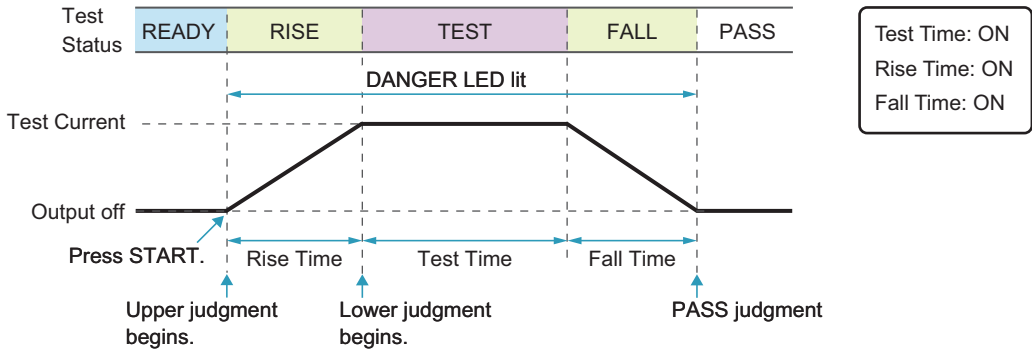 Test
Status
READY
RISE
TEST
FALL
PASS
DANGER LED lit
Test Current
Output off
Press START.
Rise Time
Test Time
Fall Time
Upper judgment
begins.
Lower judgment
begins.
PASS judgment
Test Time: ON
Rise Time: ON
Fall Time: ON